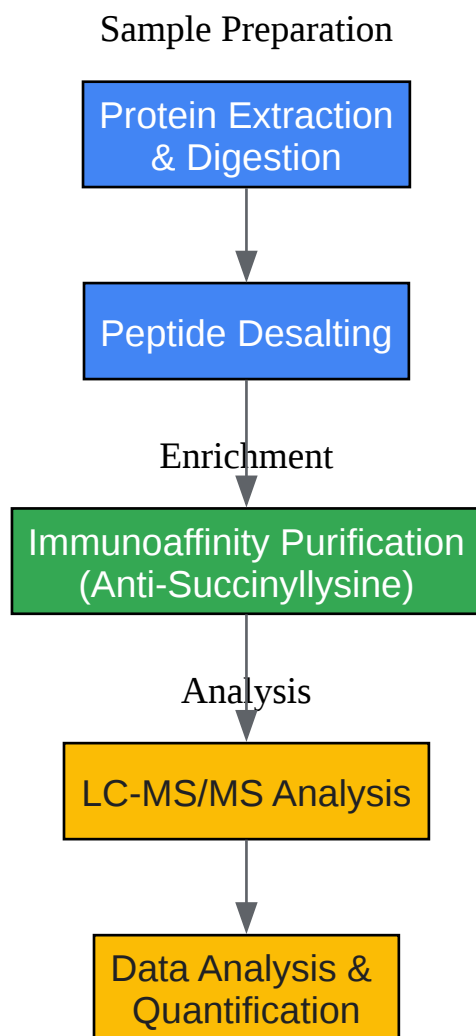 Sample Preparation
Protein Extraction
& Digestion
Peptide Desalting
Enrichment
Immunoaffinity Purification
(Anti-Succinyllysine)
Analysis
LC-MS/MS Analysis
Data Analysis &
Quantification